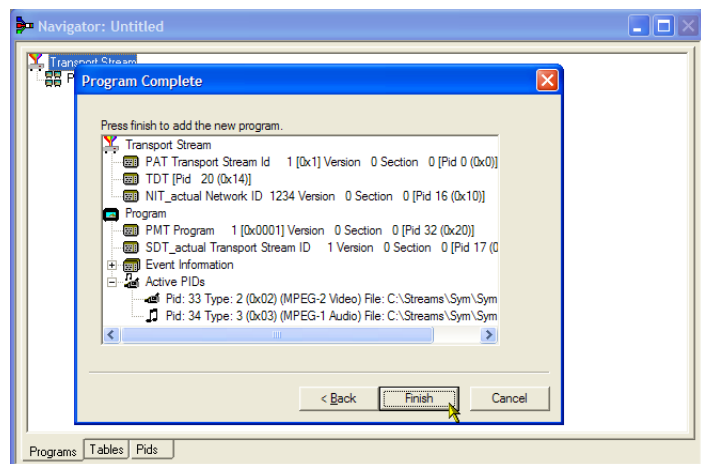 Navigator: Untitled
Transport Stream
P
Program Complete
Press finish to add the new program.
Transport Stream
PAT Transport Stream Id 1 [0x1] Version 0 Section 0 [Pid 0 (0x0)]
TDT [Pid 20 (0x14)]
NIT_actual Network ID 1234 Version 0 Section 0 [Pid 16 (0x10)]
Program
PMT Program 1 [0x0001] Version 0 Section 0 [Pid 32 (0x20)]
SDT_actual Transport Stream ID 1 Version 0 Section 0 [Pid 17 (0
Event Information
Active PIDs
Pid: 33 Type: 2 (0x02) (MPEG-2 Video) File: C:\Streams\Sym\Sym
Pid: 34 Type: 3 (0x03) (MPEG-1 Audio) File: C:\Streams\Sym\Sym
< Back Finish Cancel
Programs Tables Pids